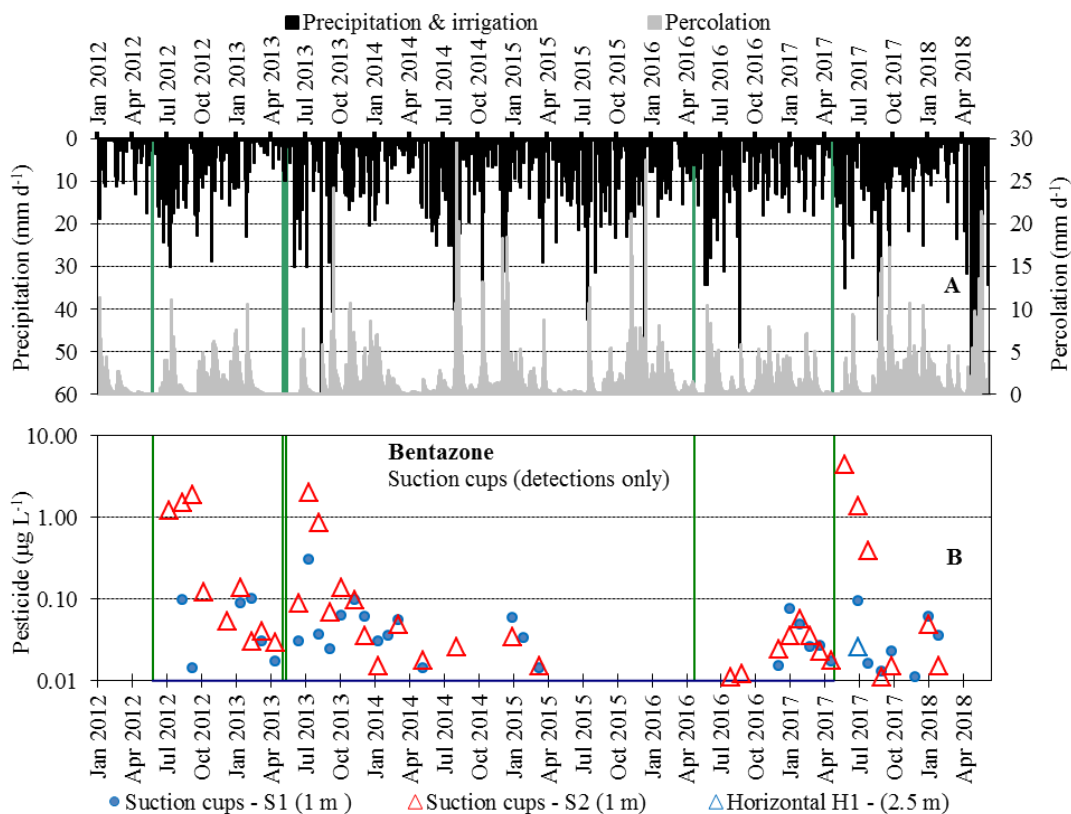 Precipitation & irrigation
Percolation
Jan 2012
Apr 2012
Jul 2012
Oct 2012
Jan 2013
Apr 2013
Jul 2013
Oct 2013
Jan 2014
Apr 2014
Jul 2014
Oct 2014
Jan 2015
Apr 2015
Jul 2015
Oct 2015
Jan 2016
Apr 2016
Jul 2016
Oct 2016
Jan 2017
Apr 2017
Jul 2017
Oct 2017
Jan 2018
Apr 2018
Precipitation (mm d⁻¹)
0
10
20
30
40
50
60
30
25
20
15
10
5
0
Percolation (mm d⁻¹)
A
Pesticide (µg L⁻¹)
10.00
1.00
0.10
0.01
Bentazone
Suction cups (detections only)
B
Jan 2012
Apr 2012
Jul 2012
Oct 2012
Jan 2013
Apr 2013
Jul 2013
Oct 2013
Jan 2014
Apr 2014
Jul 2014
Oct 2014
Jan 2015
Apr 2015
Jul 2015
Oct 2015
Jan 2016
Apr 2016
Jul 2016
Oct 2016
Jan 2017
Apr 2017
Jul 2017
Oct 2017
Jan 2018
Apr 2018
Suction cups - S1 (1 m )
Suction cups - S2 (1 m)
Horizontal H1 - (2.5 m)